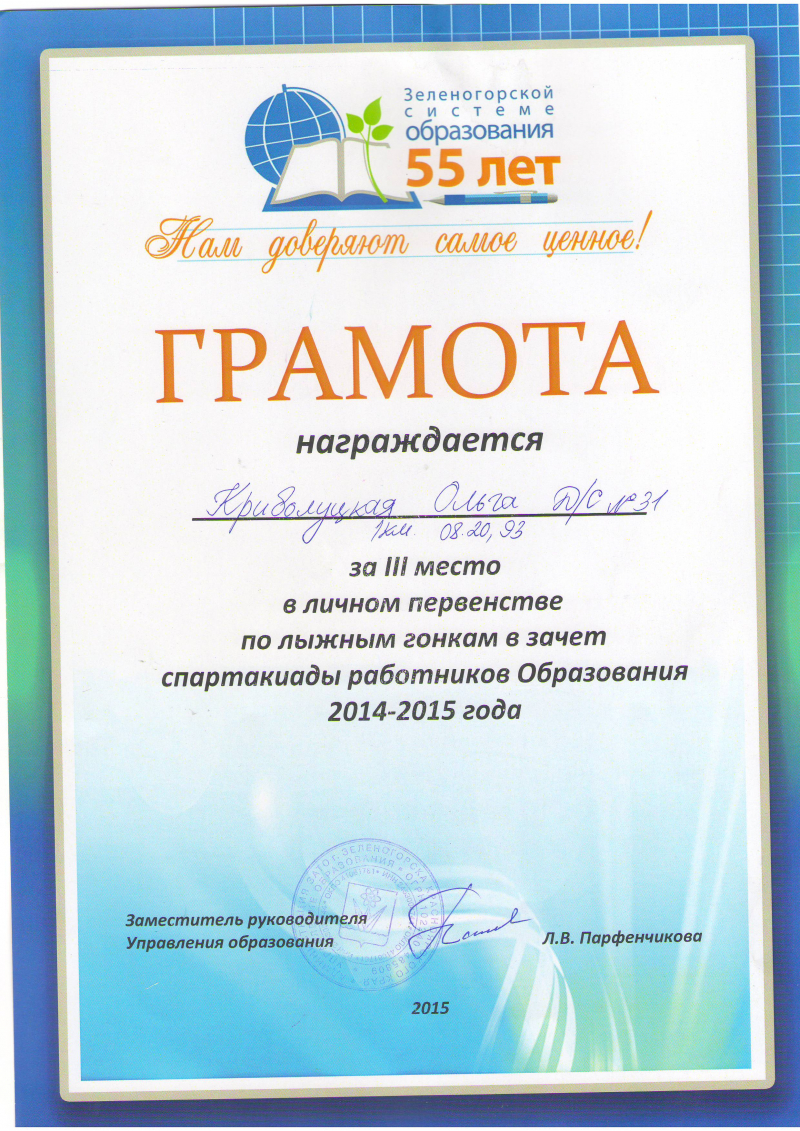 Зеленогорской
системе
образования
55 лет
Нам доверяют самое ценное!
ГРАМОТА
награждается
Криволуцкая Ольга Д/С №31
1км. 08.20,93
за III место
в личном первенстве
по лыжным гонкам в зачет
спартакиады работников Образования
2014-2015 года
Заместитель руководителя
Управления образования
Л.В. Парфенчикова
2015